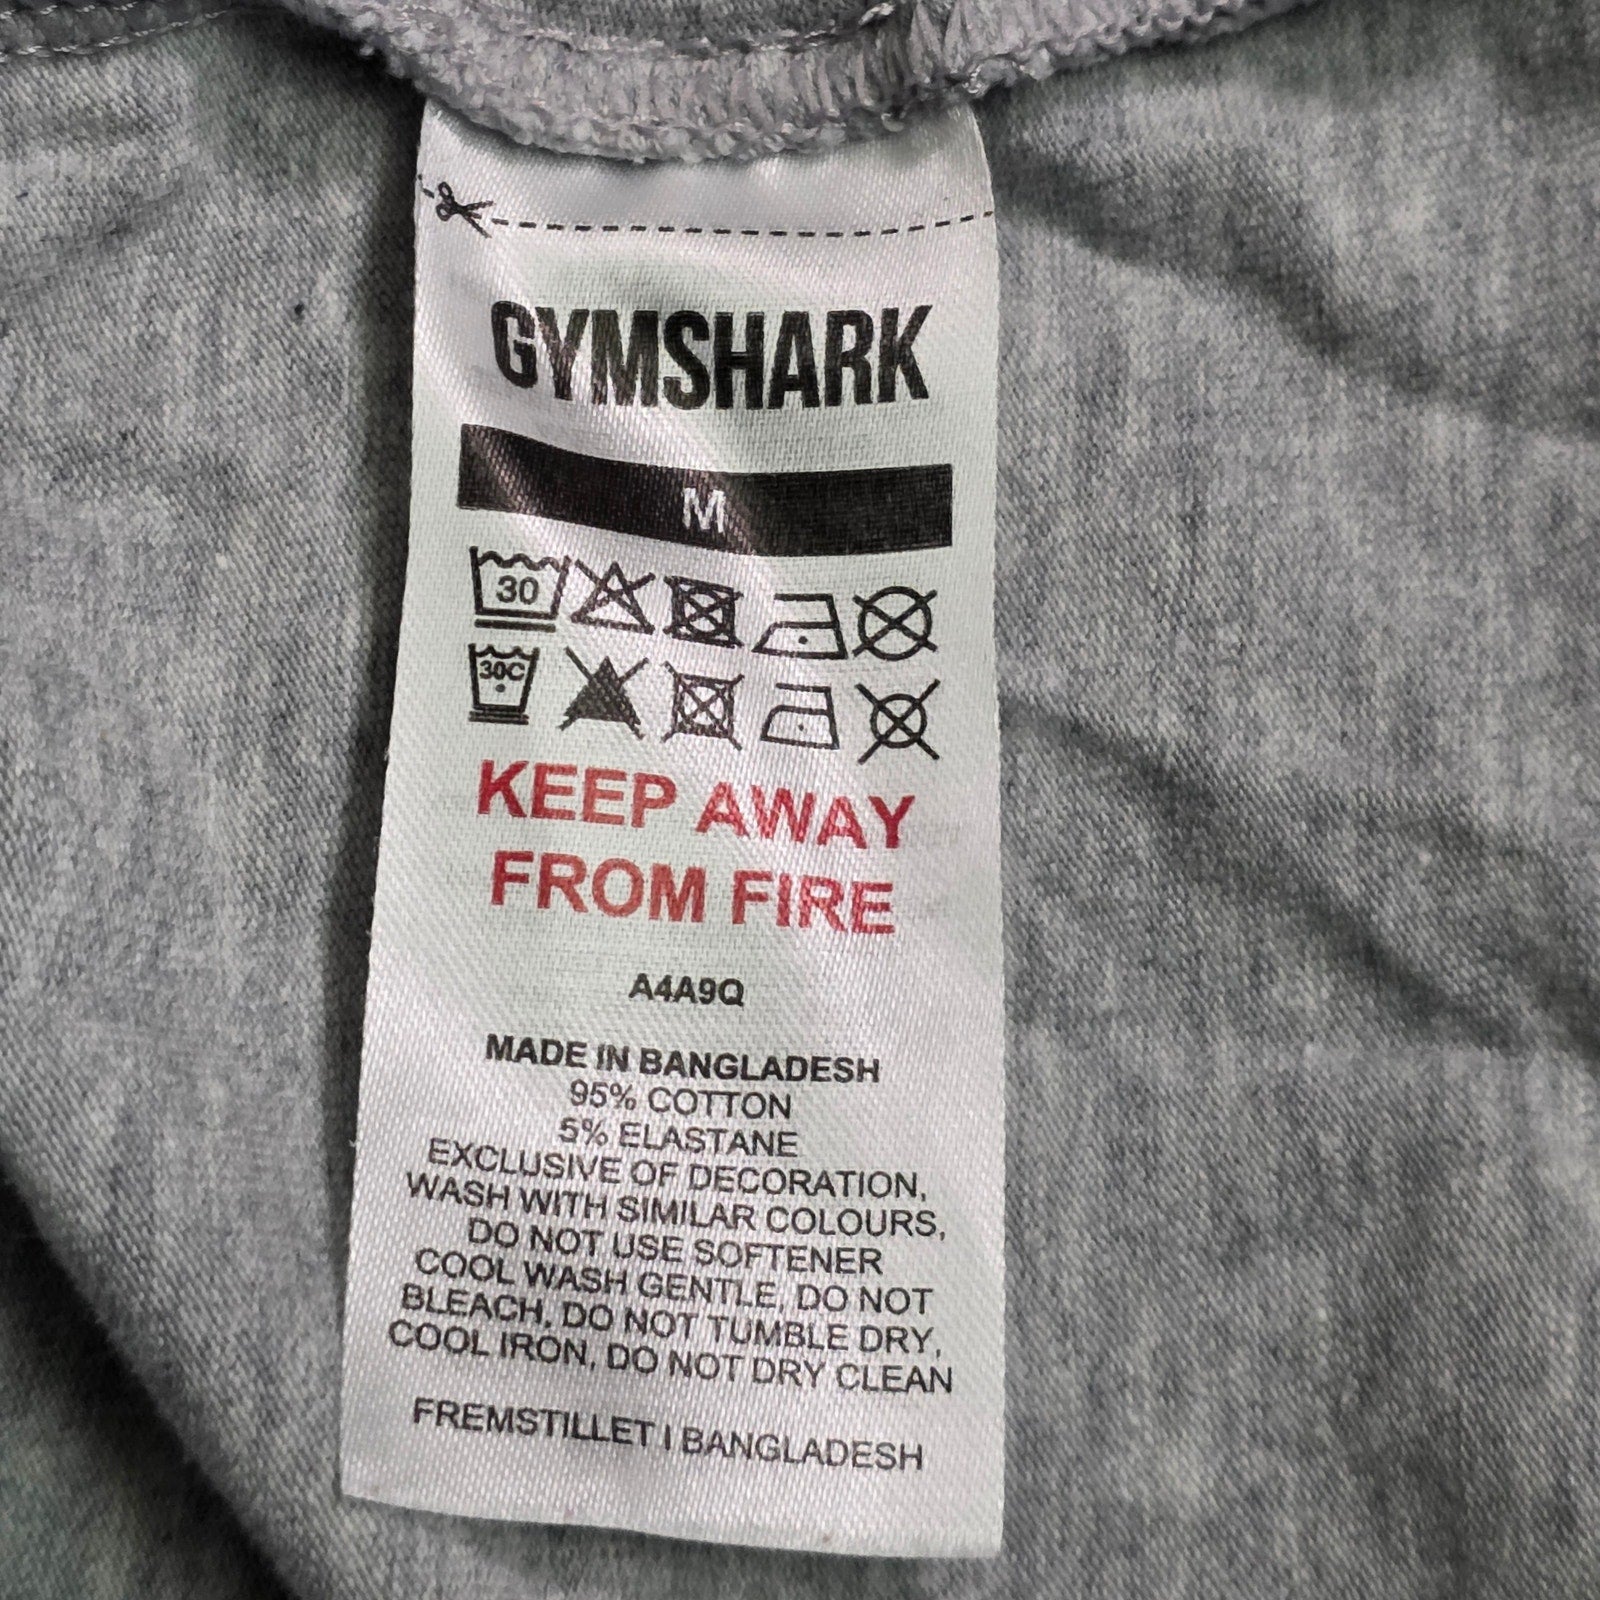 GYMSHARK
M
30
30C
KEEP AWAY
FROM FIRE
A4A9Q
MADE IN BANGLADESH
95% COTTON
5% ELASTANE
EXCLUSIVE OF DECORATION,
WASH WITH SIMILAR COLOURS,
DO NOT USE SOFTENER
COOL WASH GENTLE, DO NOT
BLEACH, DO NOT TUMBLE DRY,
COOL IRON, DO NOT DRY CLEAN
FREMSTILLET I BANGLADESH